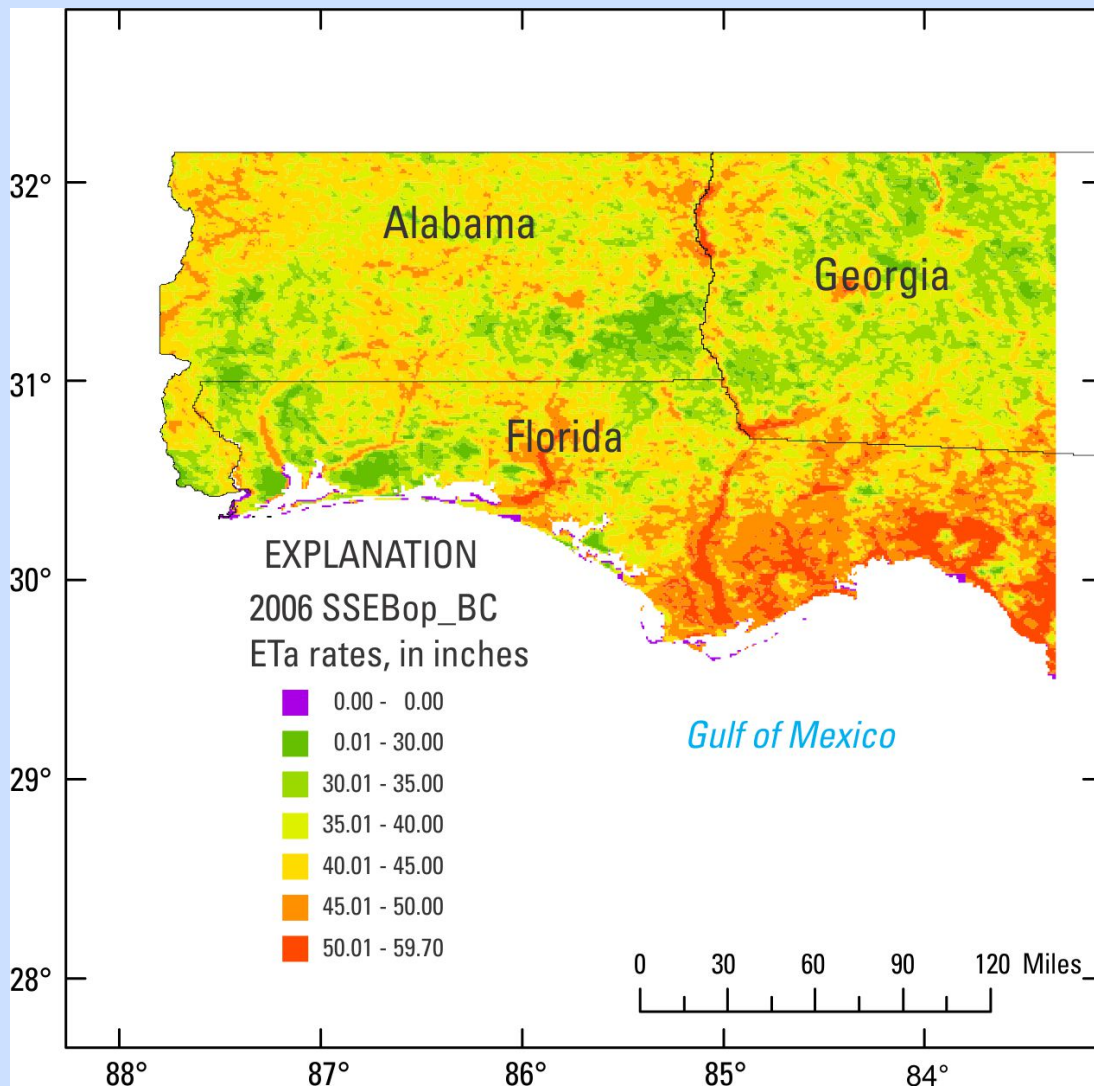 32°
Alabama
Georgia
31°
Florida
30°
EXPLANATION
2006 SSEBop_BC
ETa rates, in inches
0.00 - 0.00
0.01 - 30.00
30.01 - 35.00
35.01 - 40.00
40.01 - 45.00
45.01 - 50.00
50.01 - 59.70
Gulf of Mexico
29°
0 30 60 90 120 Miles
28°
88° 87° 86° 85° 84°